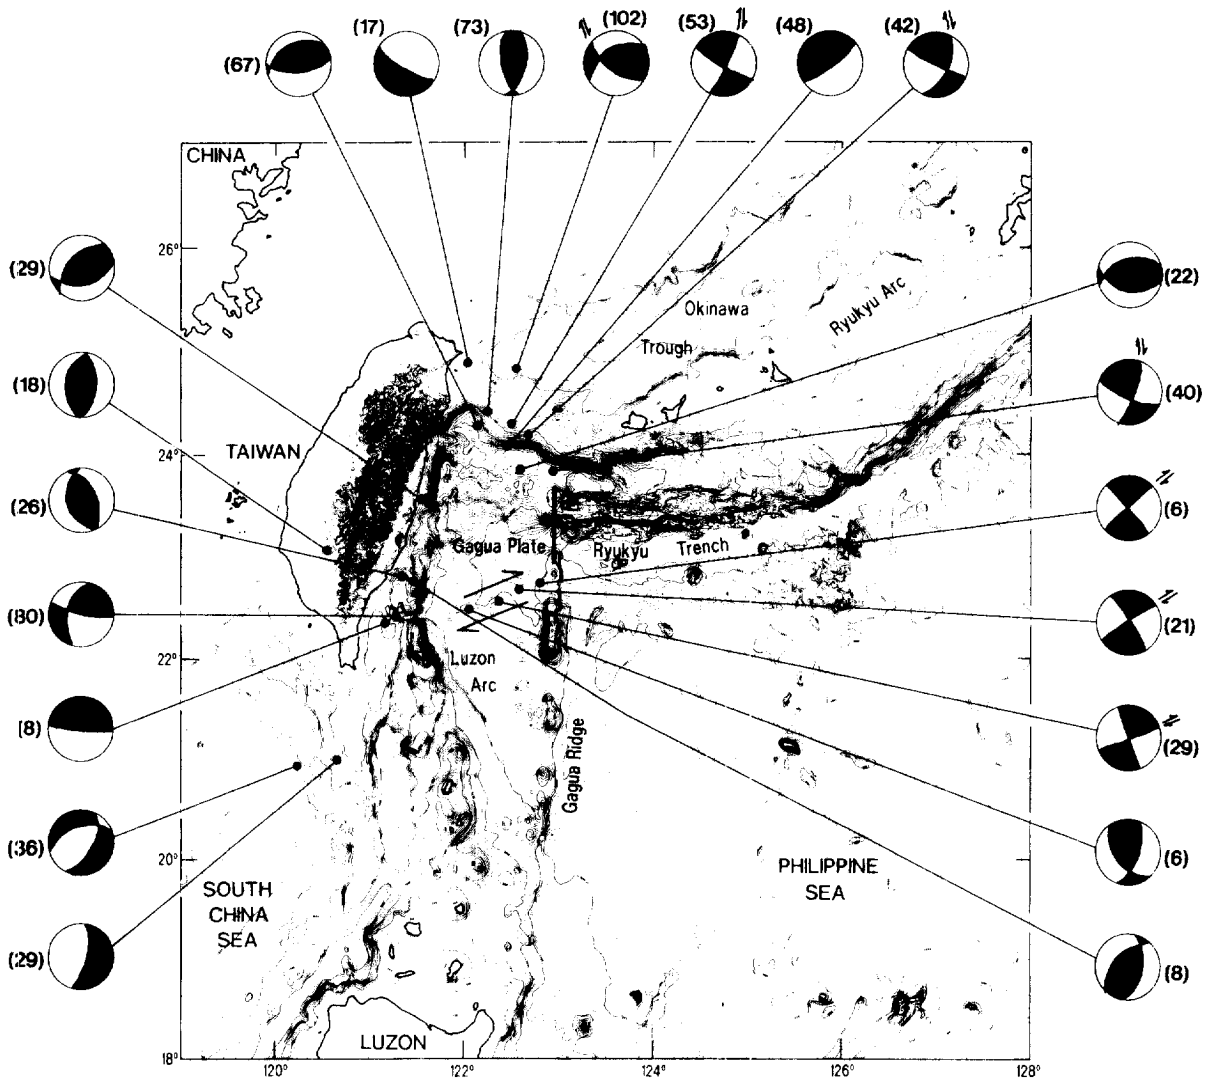 (67)
(17)
(73)
(102)
(53)
(48)
(42)
CHINA
26°
(29)
(22)
Okinawa
Ryukyu Arc
Trough
(18)
(40)
TAIWAN
24°
(26)
(6)
Gagua Plate
Ryukyu Trench
(80)
(21)
22°
Luzon
Arc
(8)
(29)
Gagua Ridge
(36)
(6)
20°
PHILIPPINE
SEA
SOUTH
CHINA
SEA
(29)
(8)
LUZON
18°
120°
122°
124°
126°
128°